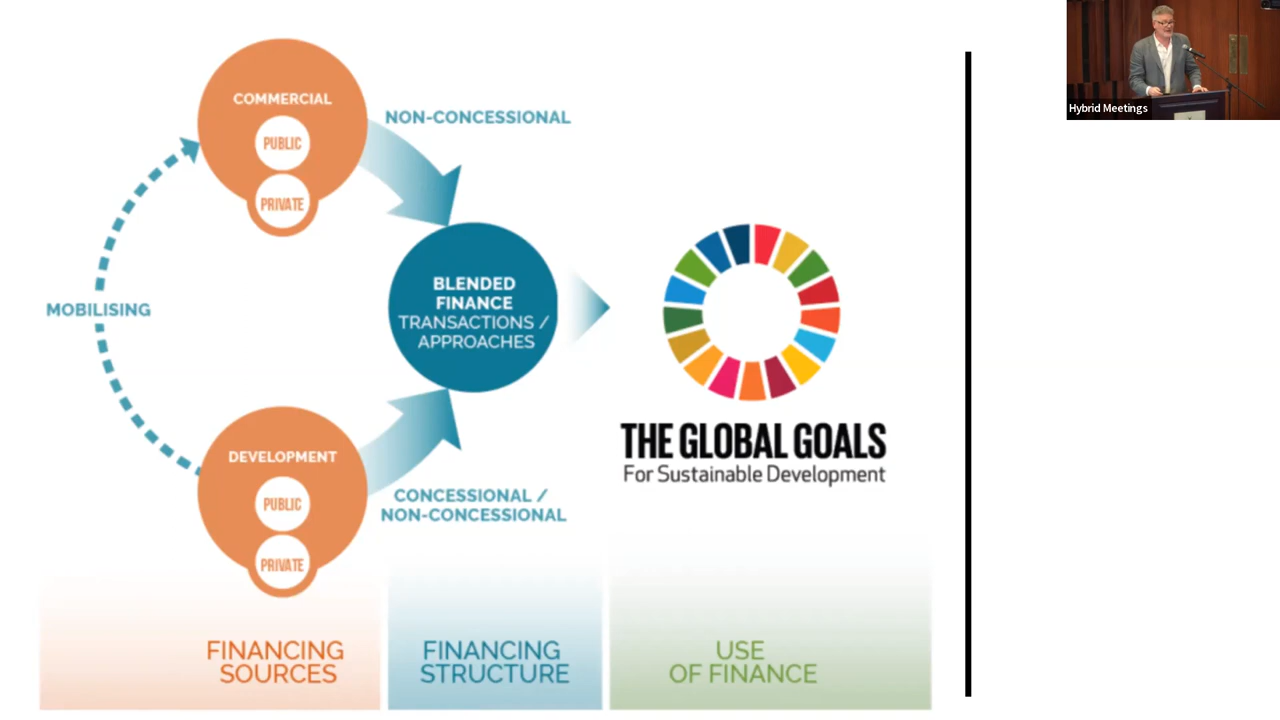 COMMERCIAL
PUBLIC
PRIVATE
NON-CONCESSIONAL
MOBILISING
BLENDED
FINANCE
TRANSACTIONS /
APPROACHES
DEVELOPMENT
PUBLIC
PRIVATE
CONCESSIONAL /
NON-CONCESSIONAL
THE GLOBAL GOALS
For Sustainable Development
FINANCING
SOURCES
FINANCING
STRUCTURE
USE
OF FINANCE
Hybrid Meetings